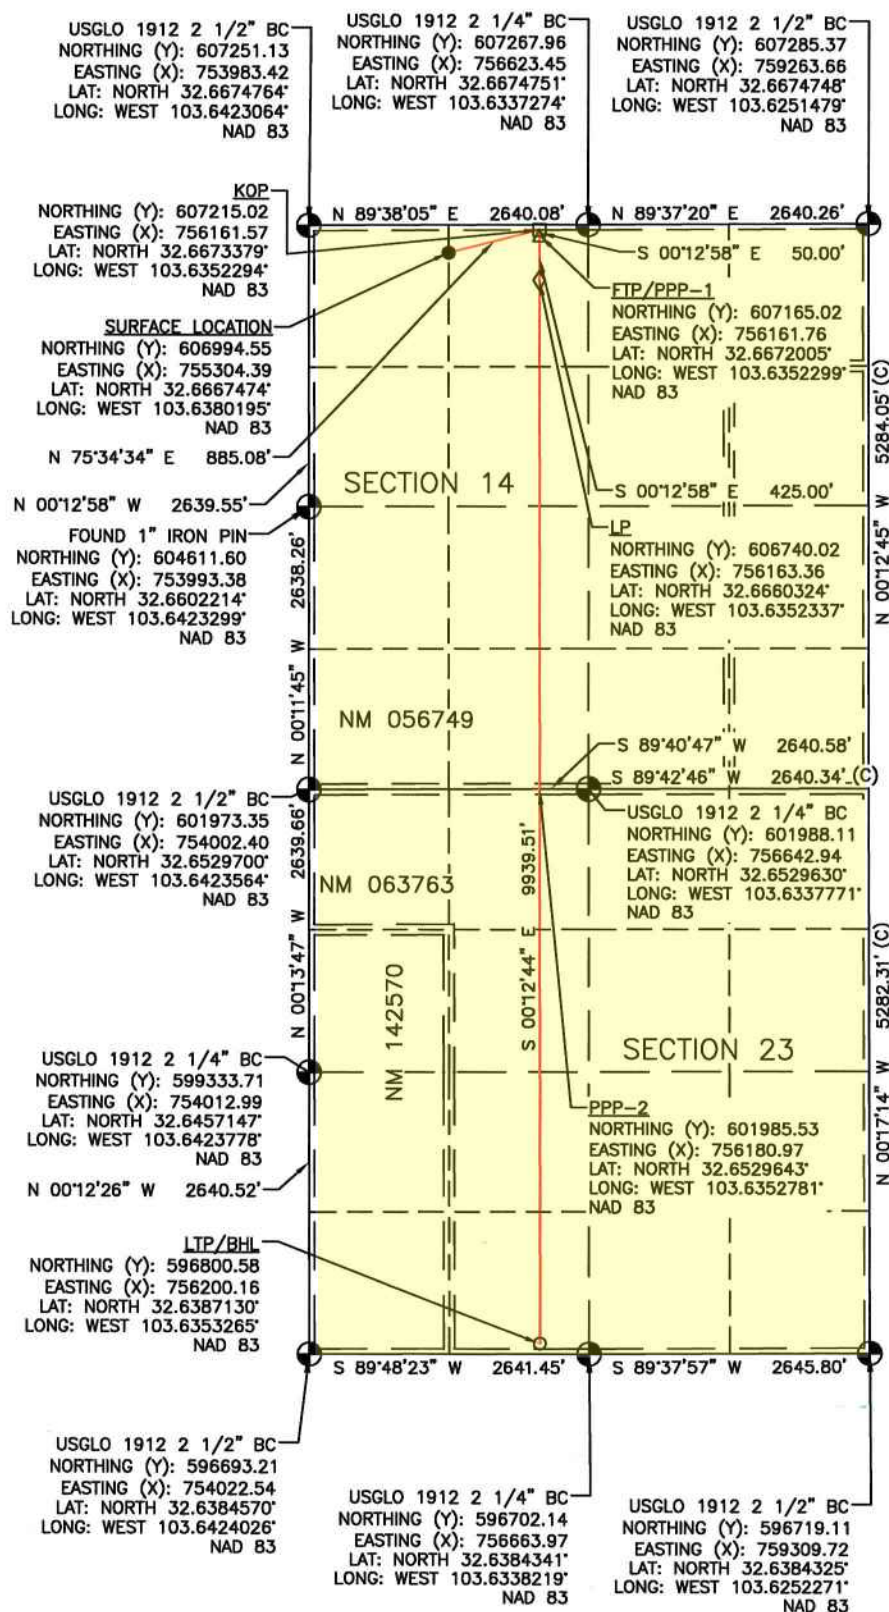 USGLO 1912 2 1/2" BC
NORTHING (Y): 607251.13
EASTING (X): 753983.42
LAT: NORTH 32.6674764°
LONG: WEST 103.6423064°
NAD 83
USGLO 1912 2 1/4" BC
NORTHING (Y): 607267.96
EASTING (X): 756623.45
LAT: NORTH 32.6674751°
LONG: WEST 103.6337274°
NAD 83
USGLO 1912 2 1/2" BC
NORTHING (Y): 607285.37
EASTING (X): 759263.66
LAT: NORTH 32.6674748°
LONG: WEST 103.6251479°
NAD 83
KOP
NORTHING (Y): 607215.02
EASTING (X): 756161.57
LAT: NORTH 32.6673379°
LONG: WEST 103.6352294°
NAD 83
N 89°38'05" E 2640.08'
N 89°37'20" E 2640.26'
S 00°12'58" E 50.00'
FTP/PPP-1
NORTHING (Y): 607165.02
EASTING (X): 756161.76
LAT: NORTH 32.6672005°
LONG: WEST 103.6352299°
NAD 83
SURFACE LOCATION
NORTHING (Y): 606994.55
EASTING (X): 755304.39
LAT: NORTH 32.6667474°
LONG: WEST 103.6380195°
NAD 83
N 75°34'34" E 885.08'
N 00°12'58" W 2639.55'
SECTION 14
S 00°12'58" E 425.00'
N 00°12'45" W 5284.05' (C)
FOUND 1" IRON PIN
NORTHING (Y): 604611.60
EASTING (X): 753993.38
LAT: NORTH 32.6602214°
LONG: WEST 103.6423299°
NAD 83
LP
NORTHING (Y): 606740.02
EASTING (X): 756163.36
LAT: NORTH 32.6660324°
LONG: WEST 103.6352337°
NAD 83
N 00°11'45" W 2638.26'
NM 056749
S 89°40'47" W 2640.58'
S 89°42'46" W 2640.34' (C)
USGLO 1912 2 1/2" BC
NORTHING (Y): 601973.35
EASTING (X): 754002.40
LAT: NORTH 32.6529700°
LONG: WEST 103.6423564°
NAD 83
USGLO 1912 2 1/4" BC
NORTHING (Y): 601988.11
EASTING (X): 756642.94
LAT: NORTH 32.6529630°
LONG: WEST 103.6337771°
NAD 83
N 00°13'47" W 2639.66'
NM 063763
S 00°12'44" E 9939.51'
NM 142570
SECTION 23
N 00°17'14" W 5282.31' (C)
USGLO 1912 2 1/4" BC
NORTHING (Y): 599333.71
EASTING (X): 754012.99
LAT: NORTH 32.6457147°
LONG: WEST 103.6423778°
NAD 83
PPP-2
NORTHING (Y): 601985.53
EASTING (X): 756180.97
LAT: NORTH 32.6529643°
LONG: WEST 103.6352781°
NAD 83
N 00°12'26" W 2640.52'
LTP/BHL
NORTHING (Y): 596800.58
EASTING (X): 756200.16
LAT: NORTH 32.6387130°
LONG: WEST 103.6353265°
NAD 83
S 89°48'23" W 2641.45'
S 89°37'57" W 2645.80'
USGLO 1912 2 1/2" BC
NORTHING (Y): 596693.21
EASTING (X): 754022.54
LAT: NORTH 32.6384570°
LONG: WEST 103.6424026°
NAD 83
USGLO 1912 2 1/4" BC
NORTHING (Y): 596702.14
EASTING (X): 756663.97
LAT: NORTH 32.6384341°
LONG: WEST 103.6338219°
NAD 83
USGLO 1912 2 1/2" BC
NORTHING (Y): 596719.11
EASTING (X): 759309.72
LAT: NORTH 32.6384325°
LONG: WEST 103.6252271°
NAD 83